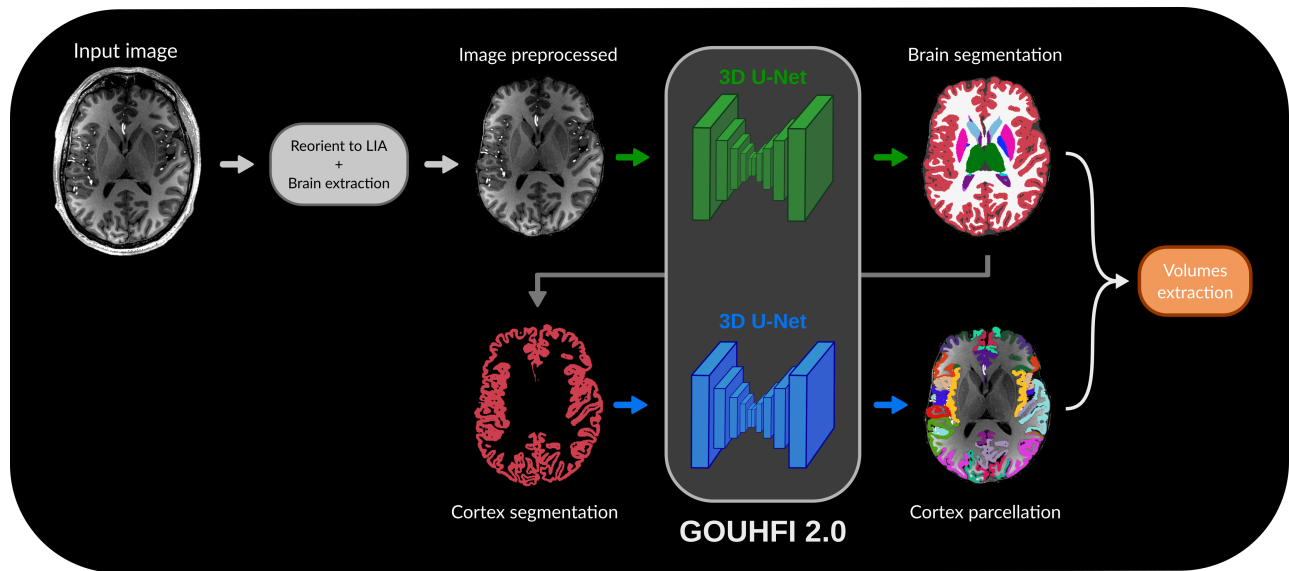 Input image
Reorient to LIA
+
Brain extraction
Image preprocessed
3D U-Net
Brain segmentation
Volumes
extraction
3D U-Net
Cortex segmentation
Cortex parcellation
GOUHFI 2.0